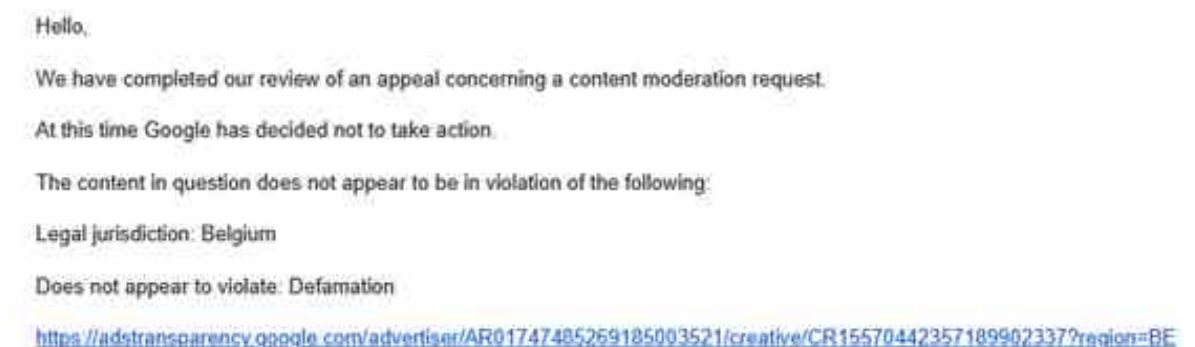 Hello,
We have completed our review of an appeal concerning a content moderation request.
At this time Google has decided not to take action.
The content in question does not appear to be in violation of the following:
Legal jurisdiction: Belgium
Does not appear to violate: Defamation
https://adstransparency.google.com/advertiser/AR01747485269185003521/creative/CR15570442357189902337?region=BE